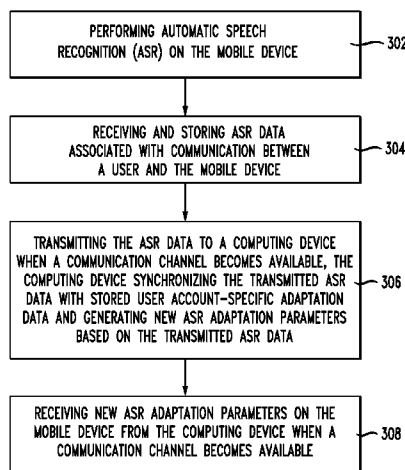 PERFORMING AUTOMATIC SPEECH
RECOGNITION (ASR) ON THE MOBILE DEVICE
302
RECEIVING AND STORING ASR DATA
ASSOCIATED WITH COMMUNICATION BETWEEN
A USER AND THE MOBILE DEVICE
304
TRANSMITTING THE ASR DATA TO A COMPUTING DEVICE
WHEN A COMMUNICATION CHANNEL BECOMES AVAILABLE, THE
COMPUTING DEVICE SYNCHRONIZING THE TRANSMITTED ASR
DATA WITH STORED USER ACCOUNT-SPECIFIC ADAPTATION
DATA AND GENERATING NEW ASR ADAPTATION PARAMETERS
BASED ON THE TRANSMITTED ASR DATA
306
RECEIVING NEW ASR ADAPTATION PARAMETERS ON THE
MOBILE DEVICE FROM THE COMPUTING DEVICE WHEN A
COMMUNICATION CHANNEL BECOMES AVAILABLE
308